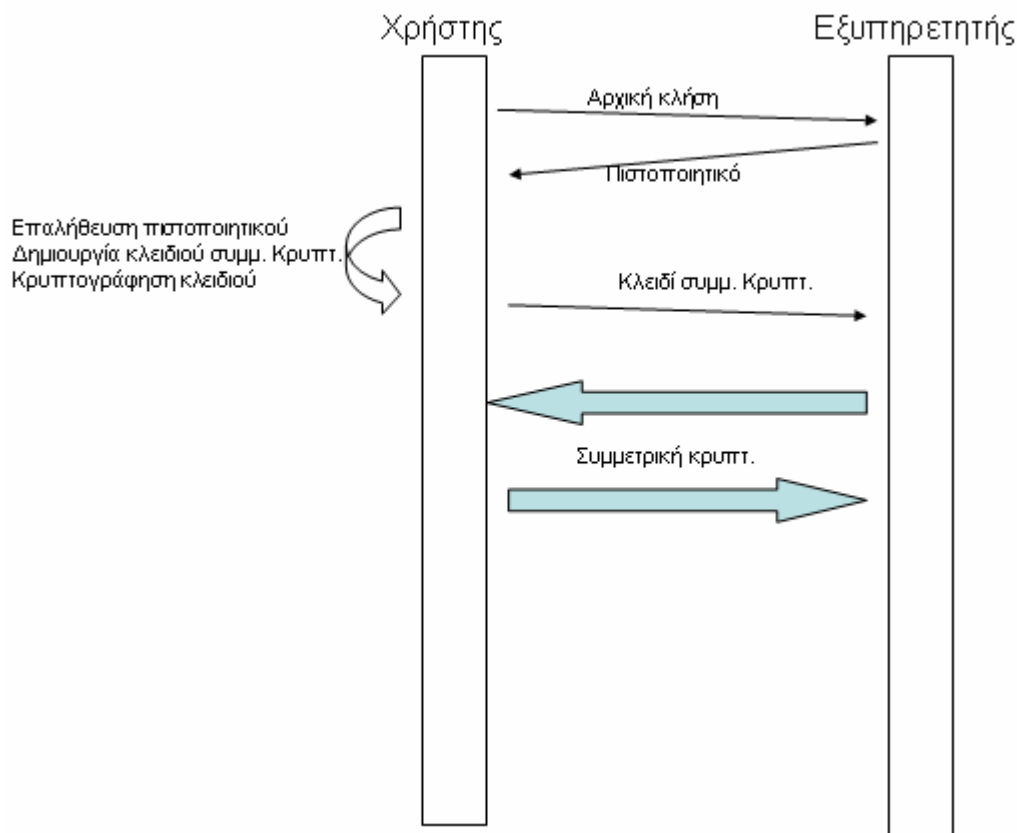 Χρήστης
Εξυπηρετητής
Αρχική κλήση
Πιστοποιητικό
Επαλήθευση πιστοποιητικού
Δημιουργία κλειδιού συμμ. Κρυπτ.
Κρυπτογράφηση κλειδιού
Κλειδί συμμ. Κρυπτ.
Συμμετρική κρυπτ.